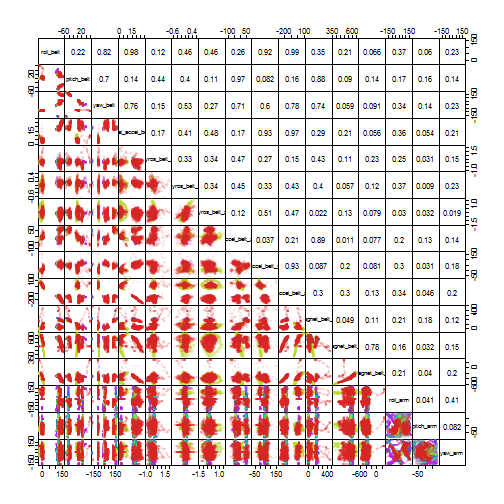 -60 20 0 15 -0.6 0.4 -100 50
rol_belt 0.22 0.82 0.98 0.12 0.46 0.46 0.26 0.92 0.99 0.35 0.21 0.066 0.37 0.06 0.23
pitch_belt 0.7 0.14 0.44 0.4 0.11 0.97 0.082 0.16 0.88 0.09 0.14 0.17 0.16 0.14
yaw_belt 0.76 0.15 0.53 0.27 0.71 0.6 0.78 0.74 0.059 0.091 0.34 0.14 0.23
0.17 0.41 0.48 0.17 0.93 0.97 0.29 0.21 0.056 0.36 0.054 0.21
0.33 0.34 0.47 0.27 0.15 0.43 0.11 0.23 0.25 0.031 0.15
0.34 0.45 0.33 0.43 0.4 0.057 0.12 0.37 0.009 0.23
0.12 0.51 0.47 0.022 0.13 0.079 0.03 0.032 0.019
0.037 0.21 0.89 0.011 0.077 0.2 0.13 0.14
0.93 0.087 0.2 0.081 0.3 0.031 0.18
0.3 0.3 0.13 0.34 0.046 0.2
0.049 0.11 0.21 0.18 0.12
0.78 0.16 0.032 0.15
0.21 0.04 0.2
rol_arm 0.041 0.41
pitch_arm 0.082
yaw_arm
0 150 -150 150 -1.0 -1.5 1.0 -50 150 0 400 -600 0 -50